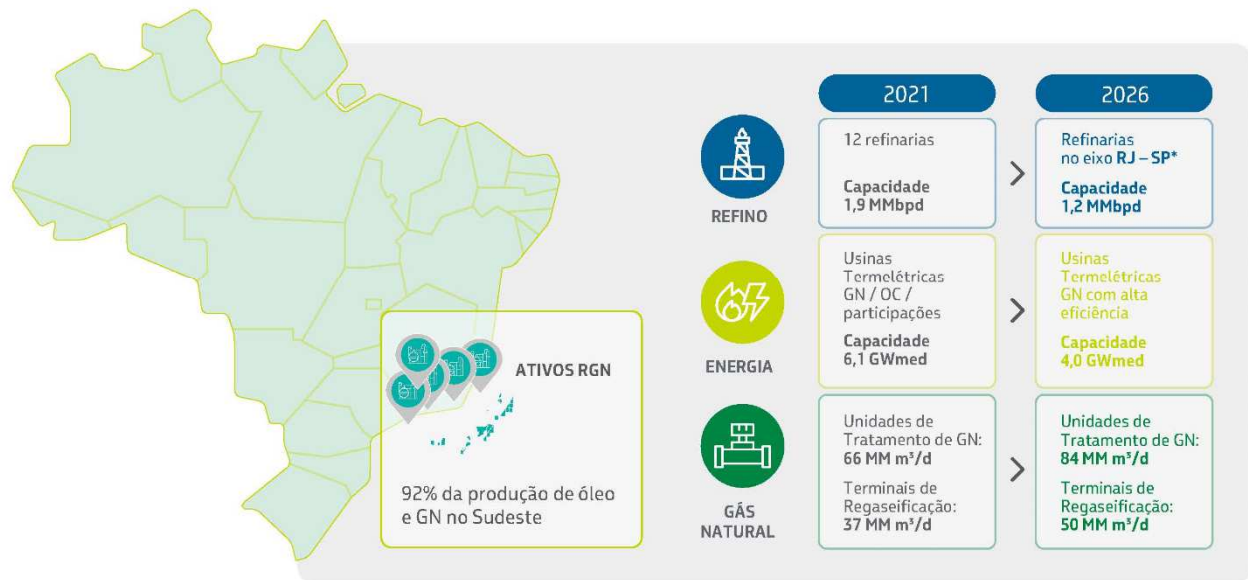 2021
2026
REFINO
12 refinarias
Capacidade
1,9 MMbpd
Refinarias
no eixo RJ – SP*
Capacidade
1,2 MMbpd
ENERGIA
Usinas
Termelétricas
GN / OC /
participações
Capacidade
6,1 GWmed
Usinas
Termelétricas
GN com alta
eficiência
Capacidade
4,0 GWmed
GÁS
NATURAL
Unidades de
Tratamento de GN:
66 MM m³/d
Terminais de
Regaseificação:
37 MM m³/d
Unidades de
Tratamento de GN:
84 MM m³/d
Terminais de
Regaseificação:
50 MM m³/d
ATIVOS RGN
92% da produção de óleo
e GN no Sudeste